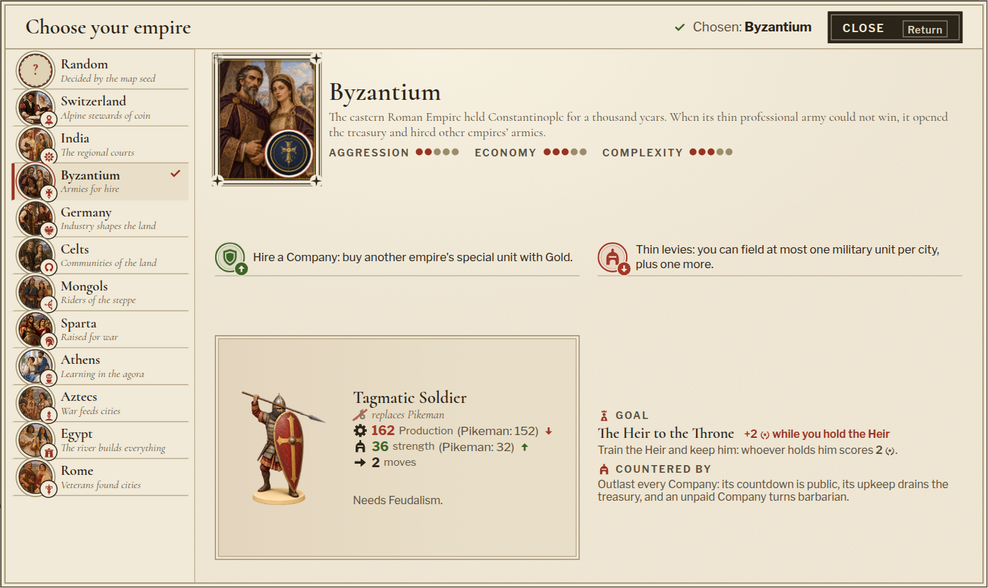 Choose your empire
Chosen: Byzantium
CLOSE Return
?
Random
Decided by the map seed
Switzerland
Alpine stewards of coin
India
The regional courts
Byzantium
Armies for hire
Germany
Industry shapes the land
Celts
Communities of the land
Mongols
Riders of the steppe
Sparta
Raised for war
Athens
Learning in the agora
Aztecs
War feeds cities
Egypt
The river builds everything
Rome
Veterans found cities
Byzantium
The eastern Roman Empire held Constantinople for a thousand years. When its thin professional army could not win, it opened
the treasury and hired other empires' armies.
AGGRESSION ECONOMY COMPLEXITY
Hire a Company: buy another empire's special unit with Gold.
Thin levies: you can field at most one military unit per city,
plus one more.
Tagmatic Soldier
replaces Pikeman
162 Production (Pikeman: 152)
36 strength (Pikeman: 32)
2 moves
Needs Feudalism.
GOAL
The Heir to the Throne +2 while you hold the Heir
Train the Heir and keep him: whoever holds him scores 2.
COUNTERED BY
Outlast every Company: its countdown is public, its upkeep drains the
treasury, and an unpaid Company turns barbarian.